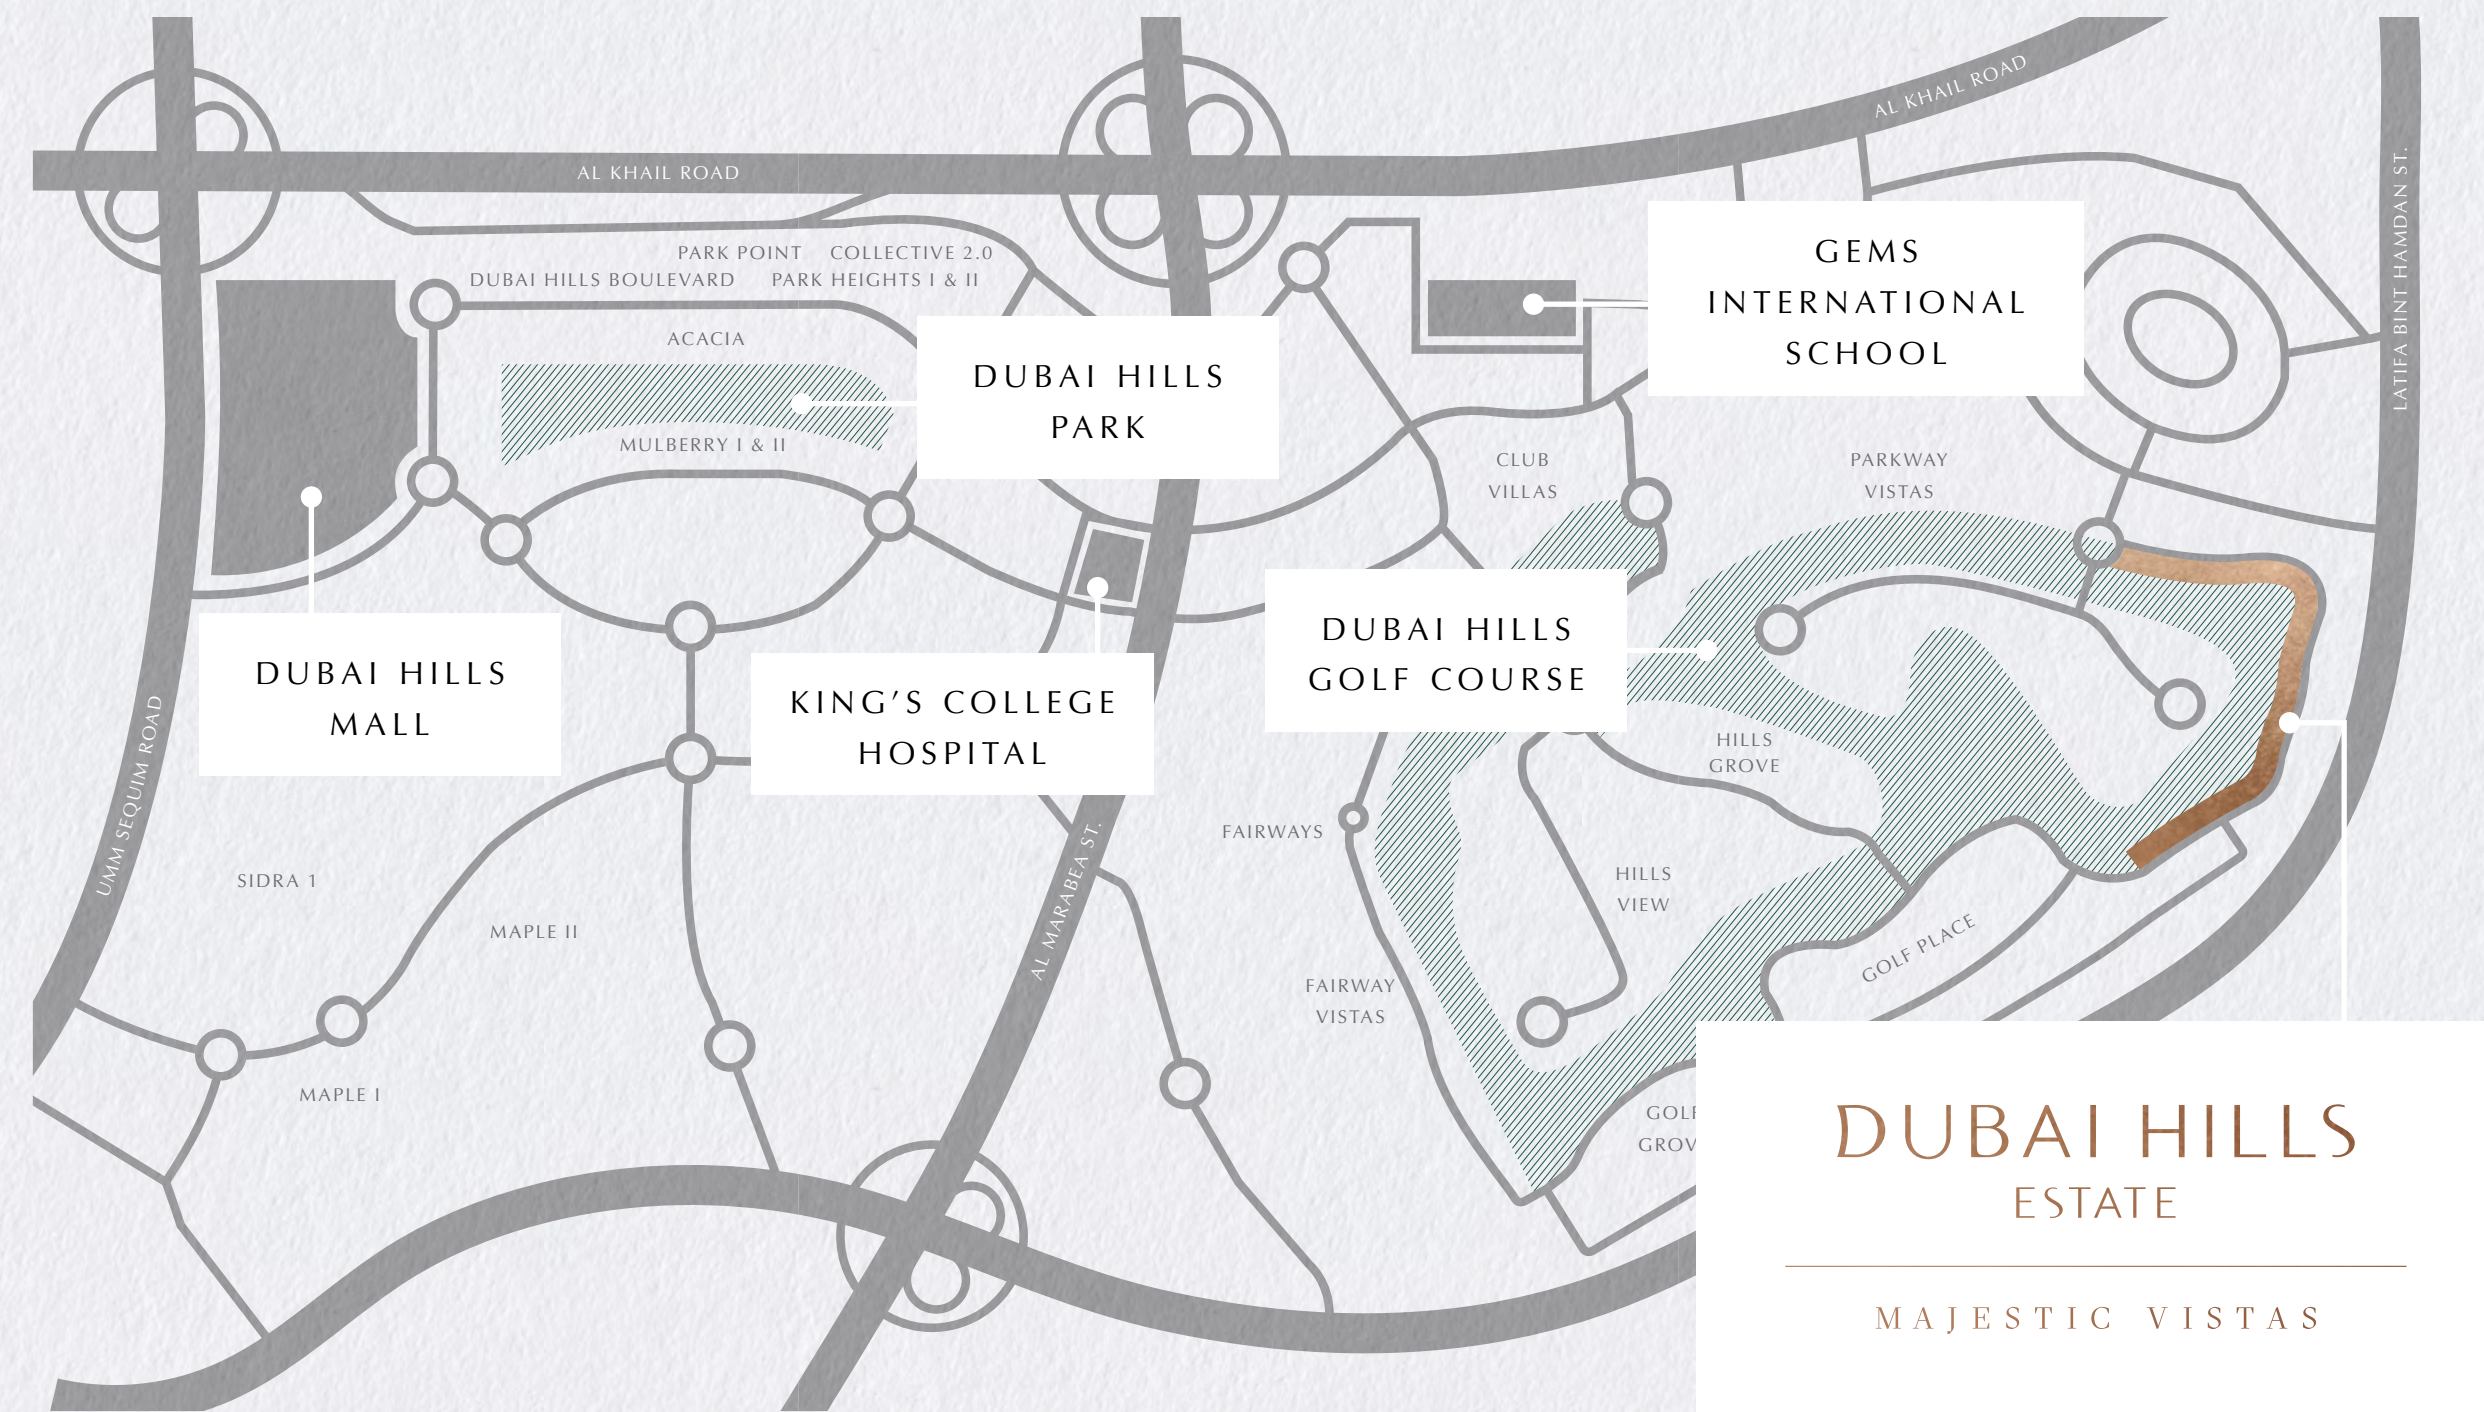 AL KHAIL ROAD
AL KHAIL ROAD
LATIFA BINT HAMDAN ST.
PARK POINT COLLECTIVE 2.0
DUBAI HILLS BOULEVARD PARK HEIGHTS I & II
GEMS
INTERNATIONAL
SCHOOL
ACACIA
DUBAI HILLS
PARK
MULBERRY I & II
CLUB
VILLAS
PARKWAY
VISTAS
DUBAI HILLS
MALL
KING'S COLLEGE
HOSPITAL
DUBAI HILLS
GOLF COURSE
HILLS
GROVE
UMM SEQUIM ROAD
FAIRWAYS
AL MARABEA ST.
SIDRA 1
MAPLE II
HILLS
VIEW
GOLF PLACE
FAIRWAY
VISTAS
MAPLE I
GOLF
GROV
DUBAI HILLS
ESTATE
MAJESTIC VISTAS